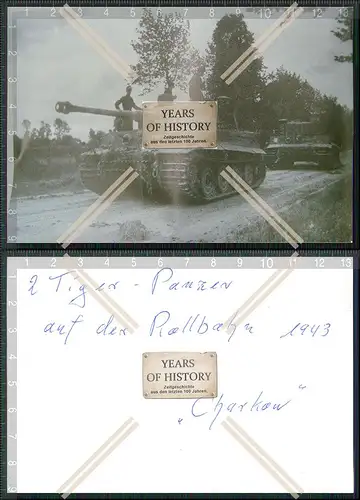 YEARS
OF HISTORY
Zeitgeschichte
aus den letzten 100 Jahren.
2 Tiger - Panzer
auf der Rollbahn 1943
YEARS
OF HISTORY
Zeitgeschichte
aus den letzten 100 Jahren.
„Charkow"